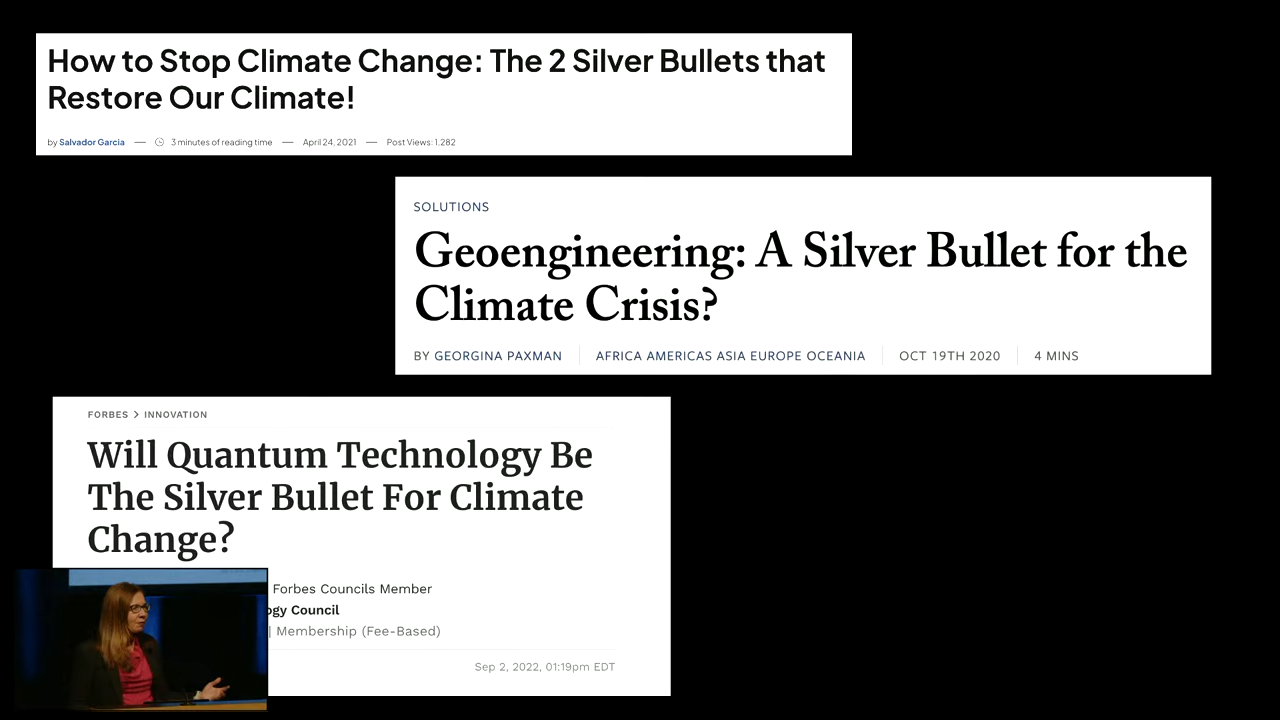 How to Stop Climate Change: The 2 Silver Bullets that
Restore Our Climate!
by Salvador Garcia — 3 minutes of reading time — April 24, 2021 — Post Views: 1.282
SOLUTIONS
Geoengineering: A Silver Bullet for the
Climate Crisis?
BY GEORGINA PAXMAN AFRICA AMERICAS ASIA EUROPE OCEANIA OCT 19TH 2020 4 MINS
FORBES > INNOVATION
Will Quantum Technology Be
The Silver Bullet For Climate
Change?
Forbes Councils Member
Council
| Membership (Fee-Based)
Sep 2, 2022, 01:19pm EDT